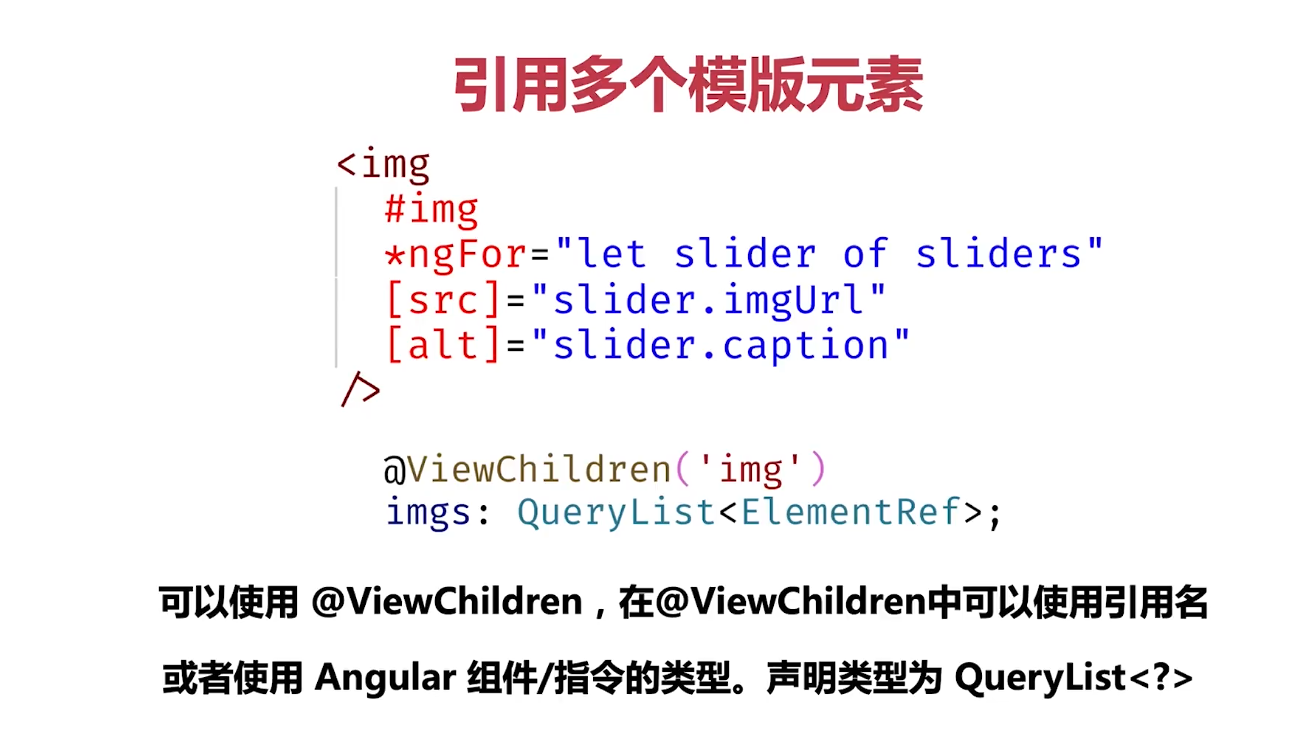 引用多个模版元素
<img
#img
*ngFor="let slider of sliders"
[src]="slider.imgUrl"
[alt]="slider.caption"
/>
@ViewChildren('img')
imgs: QueryList<ElementRef>;
可以使用 @ViewChildren，在@ViewChildren中可以使用引用名
或者使用 Angular 组件/指令的类型。声明类型为 QueryList<?>